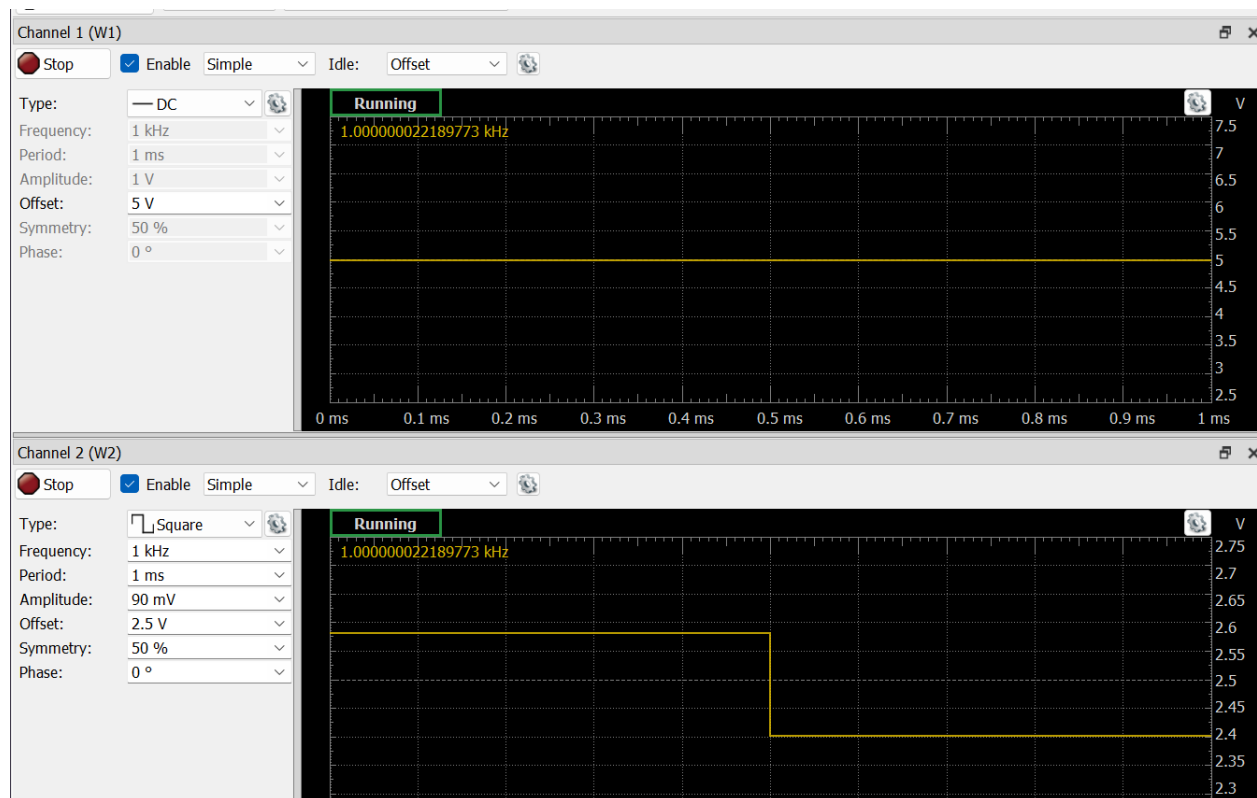 Channel 1 (W1)
Stop Enable Simple Idle: Offset
Type: DC
Frequency: 1 kHz
Period: 1 ms
Amplitude: 1 V
Offset: 5 V
Symmetry: 50 %
Phase: 0 °
Running V
1.000000022189773 kHz
7.5
7
6.5
6
5.5
5
4.5
4
3.5
3
2.5
0 ms 0.1 ms 0.2 ms 0.3 ms 0.4 ms 0.5 ms 0.6 ms 0.7 ms 0.8 ms 0.9 ms 1 ms
Channel 2 (W2)
Stop Enable Simple Idle: Offset
Type: Square
Frequency: 1 kHz
Period: 1 ms
Amplitude: 90 mV
Offset: 2.5 V
Symmetry: 50 %
Phase: 0 °
Running V
1.000000022189773 kHz
2.75
2.7
2.65
2.6
2.55
2.5
2.45
2.4
2.35
2.3